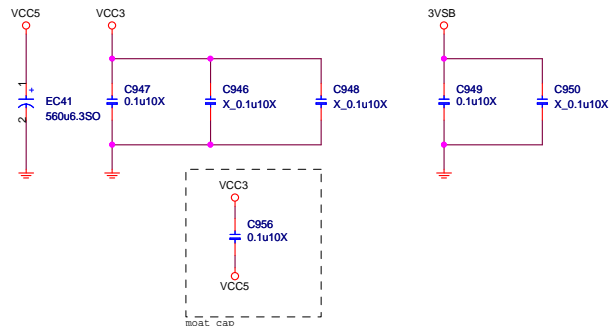 VCC5
VCC3
3VSB
1
+
2
EC41
560u6.3SO
C947
0.1u10X
C946
X_0.1u10X
C948
X_0.1u10X
C949
0.1u10X
C950
X_0.1u10X
VCC3
C956
0.1u10X
VCC5
moat cap